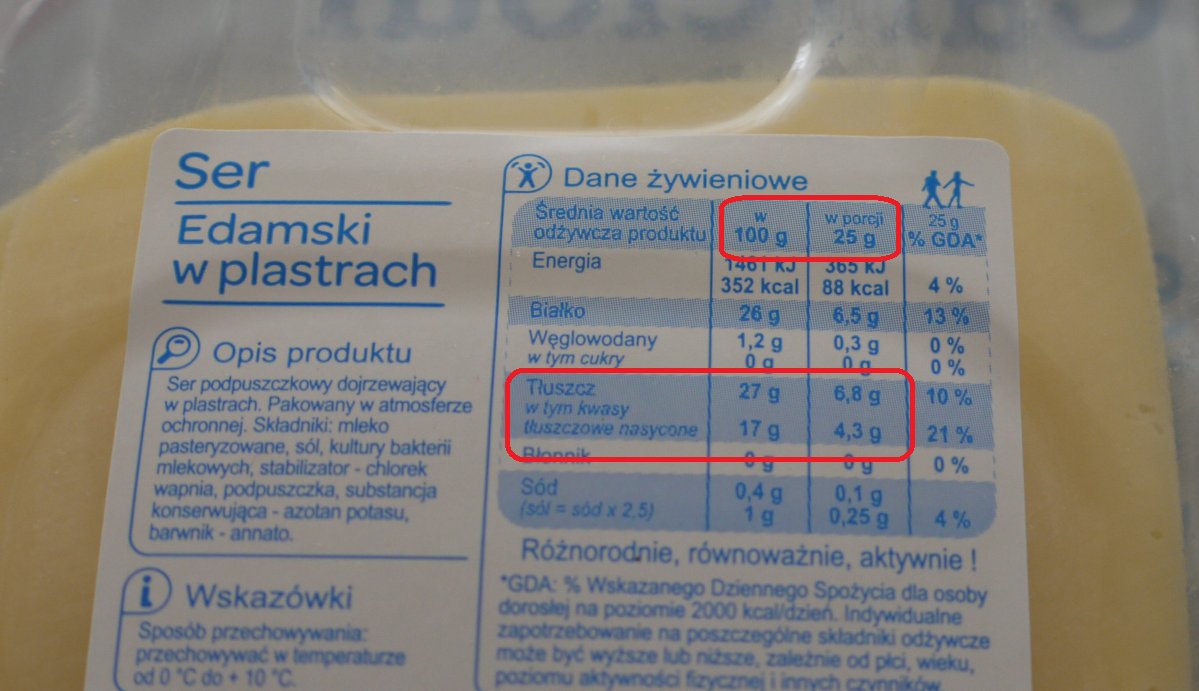 Ser
Edamski
w plastrach
Opis produktu
Ser podpuszczkowy dojrzewający
w plastrach. Pakowany w atmosferze
ochronnej. Składniki: mleko
pasteryzowane, sól, kultury bakterii
mlekowych, stabilizator - chlorek
wapnia, podpuszczka, substancja
konserwująca - azotan potasu,
barwnik - annato.
Wskazówki
Sposób przechowywania:
przechowywać w temperaturze
od 0 °C do + 10 °C.
Dane żywieniowe
Średnia wartość odżywcza produktu w 100 g w porcji 25 g 25 g % GDA*
Energia 1461 kJ 365 kJ
352 kcal 88 kcal 4 %
Białko 26 g 6,5 g 13 %
Węglowodany 1,2 g 0,3 g 0 %
w tym cukry 0 g 0 g 0 %
Tłuszcz 27 g 6,8 g 10 %
w tym kwasy
tłuszczowe nasycone 17 g 4,3 g 21 %
Błonnik 0 g 0 g 0 %
Sód 0,4 g 0,1 g
(sól = sód x 2,5) 1 g 0,25 g 4 %
Różnorodnie, równoważnie, aktywnie !
*GDA: % Wskazanego Dziennego Spożycia dla osoby
dorosłej na poziomie 2000 kcal/dzień. Indywidualne
zapotrzebowanie na poszczególne składniki odżywcze
może być wyższe lub niższe, zależnie od płci, wieku,
poziomu aktywności fizycznej i innych czynników